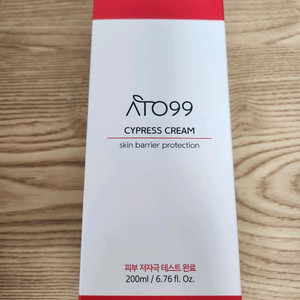 ATO99
CYPRESS CREAM
skin barrier protection
피부 저자극 테스트 완료
200ml / 6.76 fl. Oz.